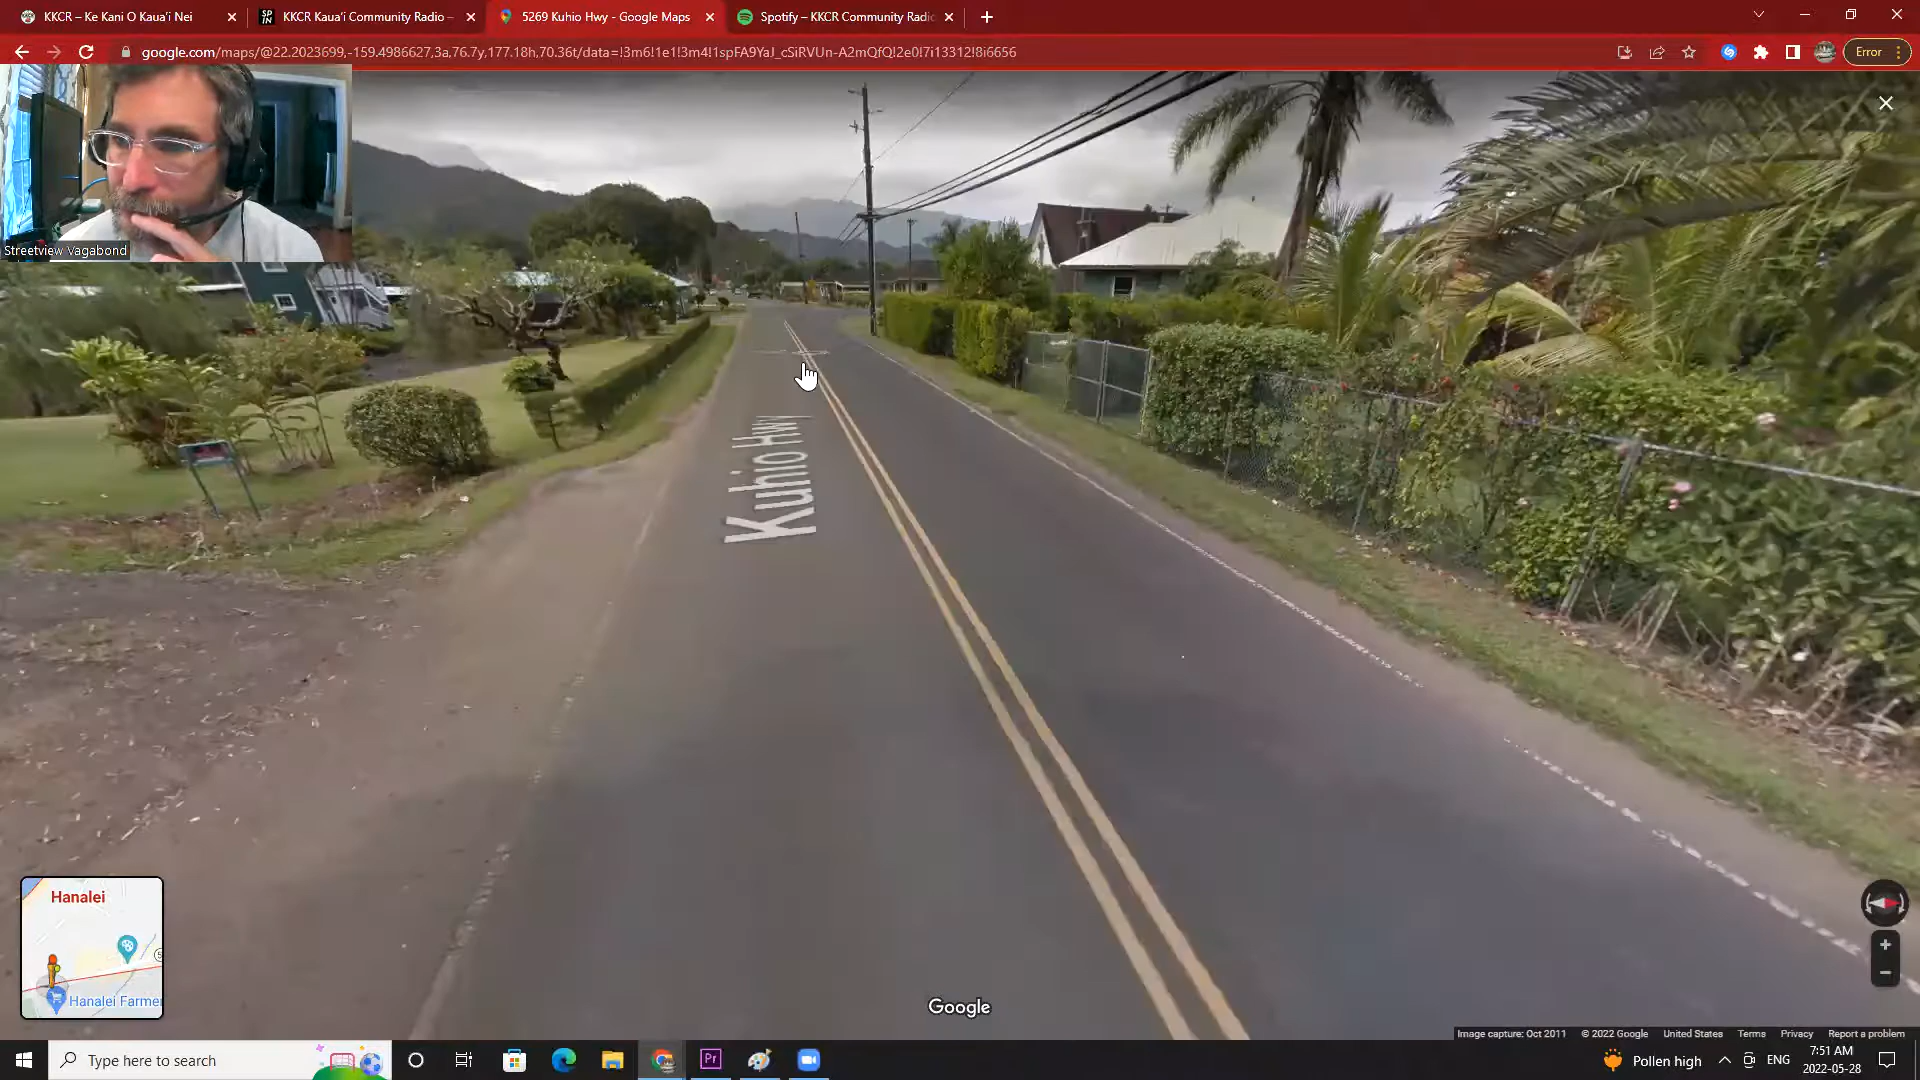 KKCR – Ke Kani O Kaua'i Nei
KKCR Kaua'i Community Radio –
5269 Kuhio Hwy - Google Maps
Spotify – KKCR Community Radio
google.com/maps/@22.2023699,-159.4986627,3a,76.7y,177.18h,70.36t/data=!3m6!1e1!3m4!1spFA9YaJ_cSiRVUn-A2mQfQ!2e0!7i13312!8i6656
Error
Streetview Vagabond
Kuhio Hwy
Hanalei
Hanalei Farmer
Google
Image capture: Oct 2011 © 2022 Google United States Terms Privacy Report a problem
Type here to search
Pr
Pollen high
ENG
7:51 AM
2022-05-28